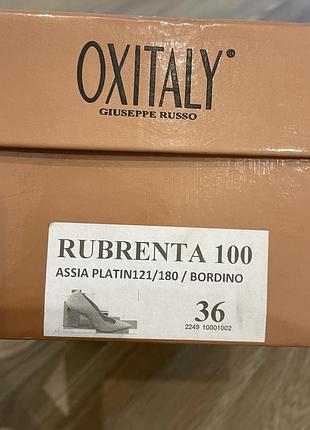 OXITALY®
GIUSEPPE RUSSO
RUBRENTA 100
ASSIA PLATIN121/180 / BORDINO
36
2249 10001002